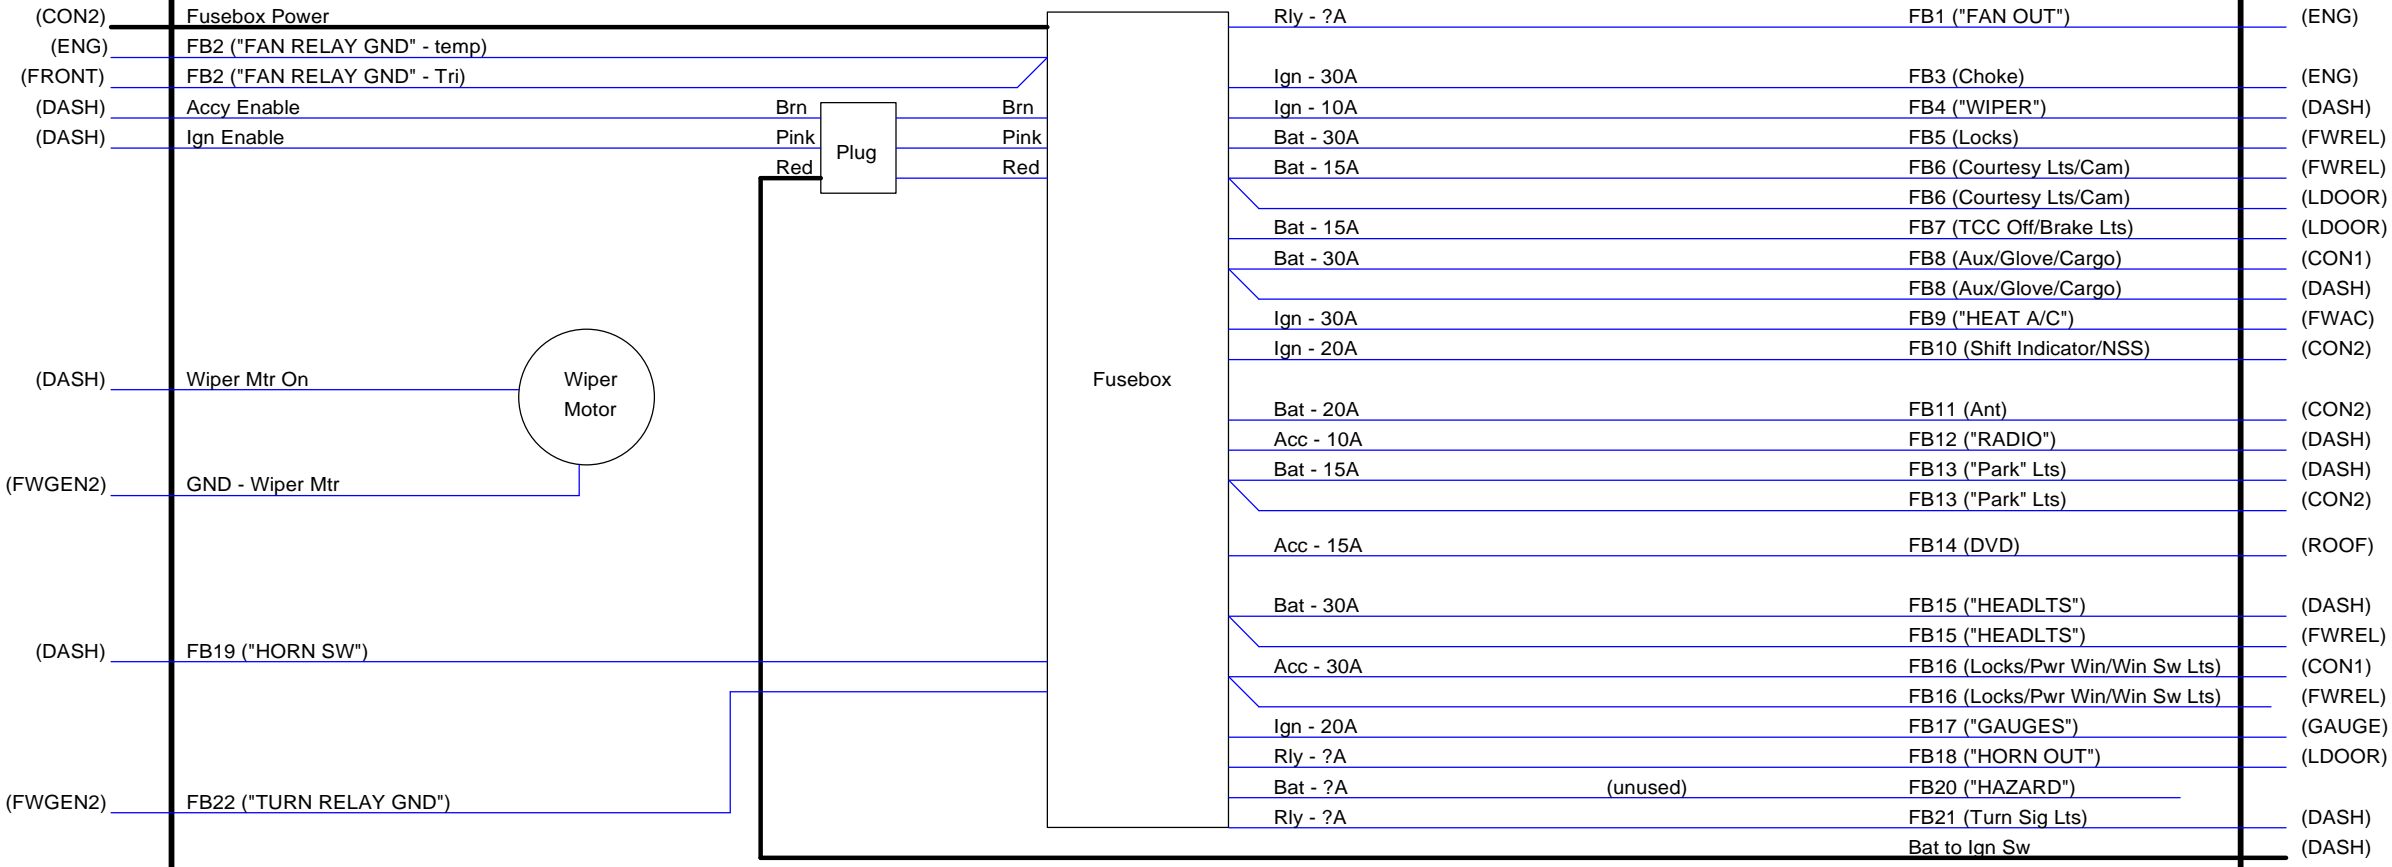 (CON2) Fusebox Power Rly - ?A FB1 ("FAN OUT") (ENG)
(ENG) FB2 ("FAN RELAY GND" - temp)
(FRONT) FB2 ("FAN RELAY GND" - Tri) Ign - 30A FB3 (Choke) (ENG)
(DASH) Accy Enable Brn Brn Ign - 10A FB4 ("WIPER") (DASH)
(DASH) Ign Enable Pink Pink Bat - 30A FB5 (Locks) (FWREL)
Plug
Red Red Bat - 15A FB6 (Courtesy Lts/Cam) (FWREL)
FB6 (Courtesy Lts/Cam) (LDOOR)
Bat - 15A FB7 (TCC Off/Brake Lts) (LDOOR)
Bat - 30A FB8 (Aux/Glove/Cargo) (CON1)
FB8 (Aux/Glove/Cargo) (DASH)
Ign - 30A FB9 ("HEAT A/C") (FWAC)
Ign - 20A FB10 (Shift Indicator/NSS) (CON2)
(DASH) Wiper Mtr On Wiper Fusebox
Motor Bat - 20A FB11 (Ant) (CON2)
Acc - 10A FB12 ("RADIO") (DASH)
Bat - 15A FB13 ("Park" Lts) (DASH)
(FWGEN2) GND - Wiper Mtr
FB13 ("Park" Lts) (CON2)
Acc - 15A FB14 (DVD) (ROOF)
Bat - 30A FB15 ("HEADLTS") (DASH)
FB15 ("HEADLTS") (FWREL)
(DASH) FB19 ("HORN SW")
Acc - 30A FB16 (Locks/Pwr Win/Win Sw Lts) (CON1)
FB16 (Locks/Pwr Win/Win Sw Lts) (FWREL)
Ign - 20A FB17 ("GAUGES") (GAUGE)
Rly - ?A FB18 ("HORN OUT") (LDOOR)
Bat - ?A (unused) FB20 ("HAZARD")
(FWGEN2) FB22 ("TURN RELAY GND")
Rly - ?A FB21 (Turn Sig Lts) (DASH)
Bat to Ign Sw (DASH)